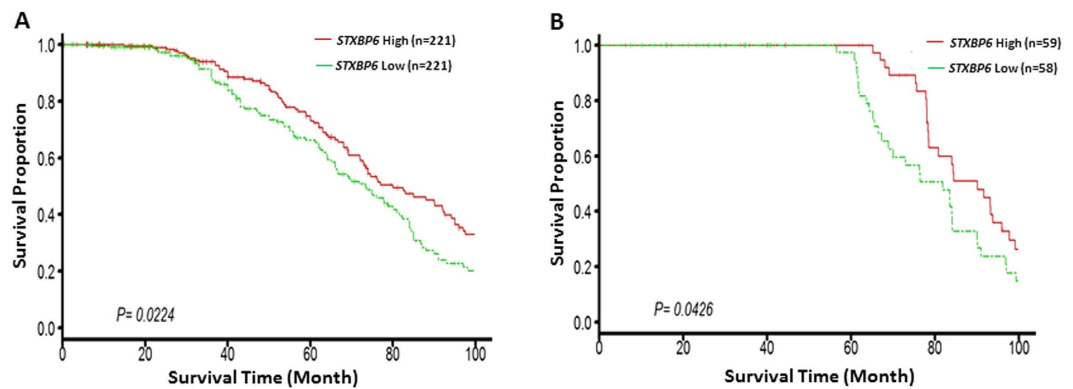 A
STXBP6 High (n=221)
STXBP6 Low (n=221)
Survival Proportion
1.0
0.8
0.6
0.4
0.2
0.0
P= 0.0224
0 20 40 60 80 100
Survival Time (Month)
B
STXBP6 High (n=59)
STXBP6 Low (n=58)
Survival Proportion
1.0
0.8
0.6
0.4
0.2
0.0
P= 0.0426
0 20 40 60 80 100
Survival Time (Month)